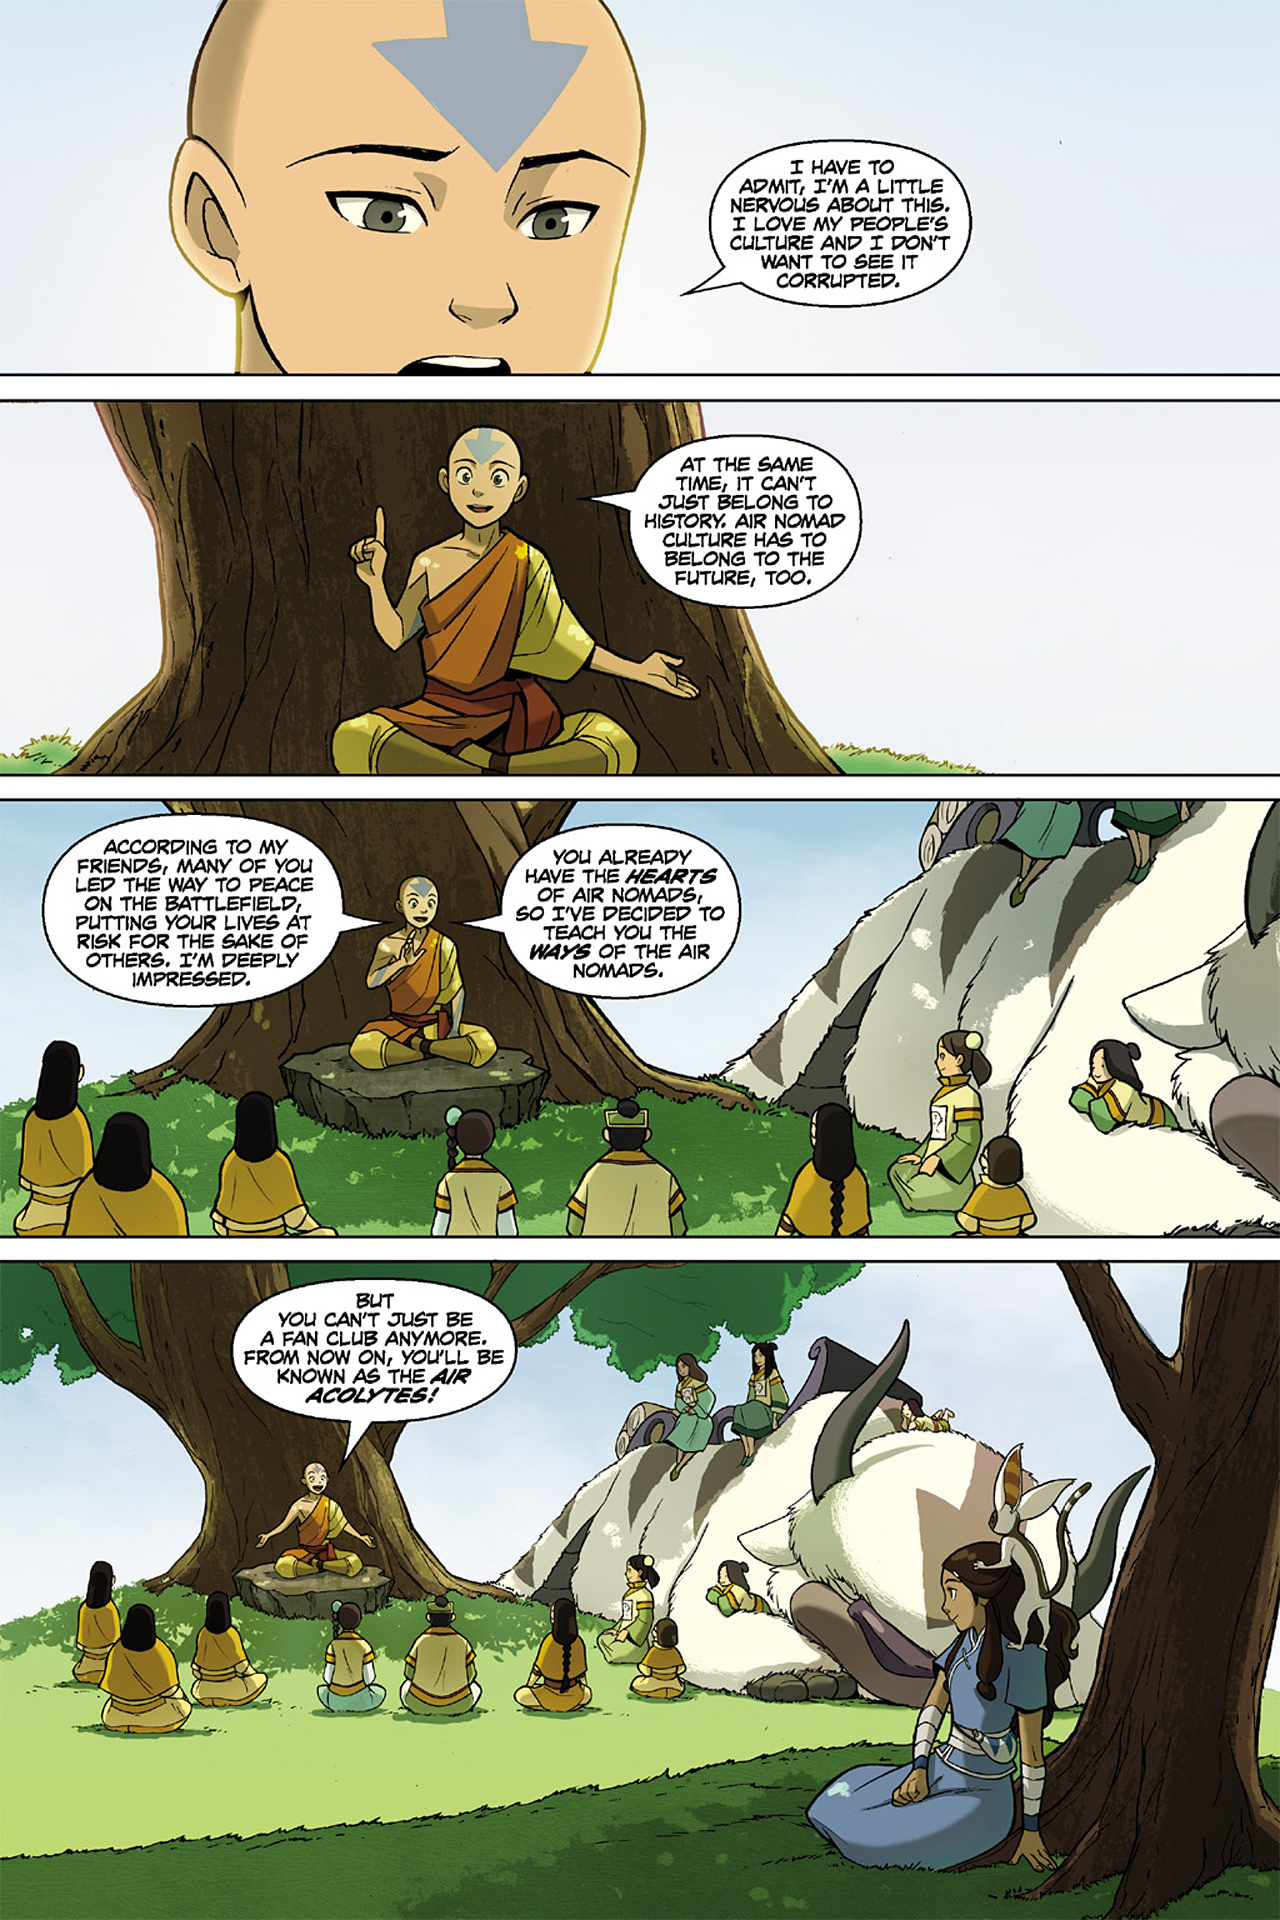 I HAVE TO
ADMIT, I'M A LITTLE
NERVOUS ABOUT THIS.
I LOVE MY PEOPLE'S
CULTURE AND I DON'T
WANT TO SEE IT
CORRUPTED.
AT THE SAME
TIME, IT CAN'T
JUST BELONG TO
HISTORY. AIR NOMAD
CULTURE HAS TO
BELONG TO THE
FUTURE, TOO.
ACCORDING TO MY
FRIENDS, MANY OF YOU
LED THE WAY TO PEACE
ON THE BATTLEFIELD,
PUTTING YOUR LIVES AT
RISK FOR THE SAKE OF
OTHERS. I'M DEEPLY
IMPRESSED.
YOU ALREADY
HAVE THE HEARTS
OF AIR NOMADS,
SO I'VE DECIDED TO
TEACH YOU THE
WAYS OF THE AIR
NOMADS.
BUT
YOU CAN'T JUST BE
A FAN CLUB ANYMORE.
FROM NOW ON, YOU'LL BE
KNOWN AS THE AIR
ACOLYTES!